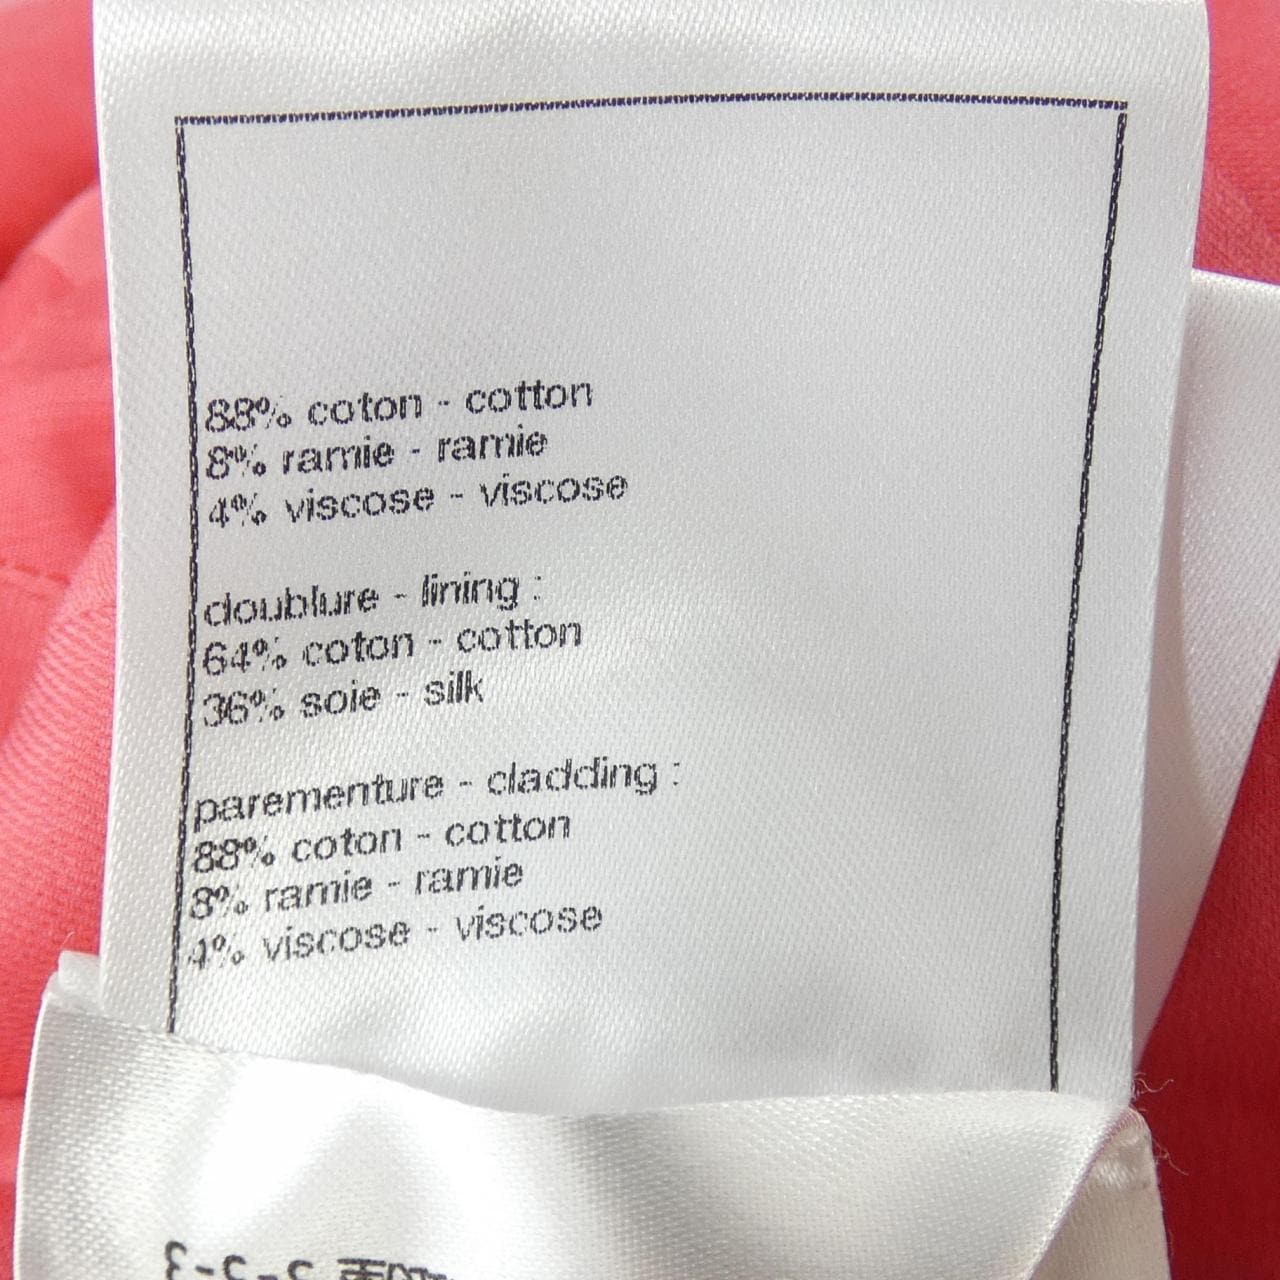 88% coton - cotton
8% ramie - ramie
4% viscose - viscose
doublure - lining :
64% coton - cotton
36% soie - silk
parementure - cladding :
88% coton - cotton
8% ramie - ramie
4% viscose - viscose